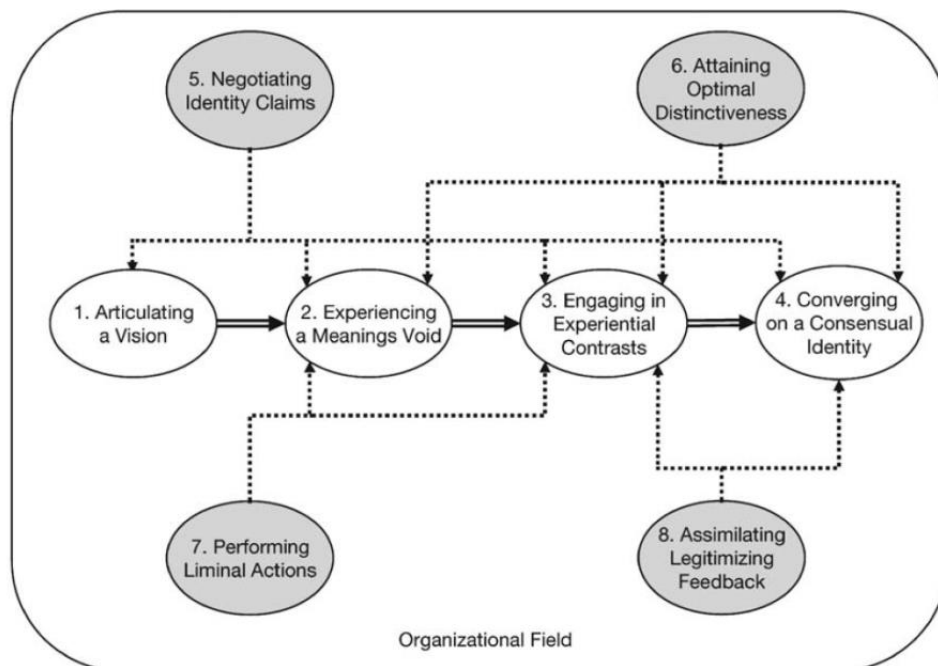 5. Negotiating
Identity Claims
6. Attaining
Optimal
Distinctiveness
1. Articulating
a Vision
2. Experiencing
a Meanings Void
3. Engaging in
Experiential
Contrasts
4. Converging
on a Consensual
Identity
7. Performing
Liminal Actions
8. Assimilating
Legitimizing
Feedback
Organizational Field